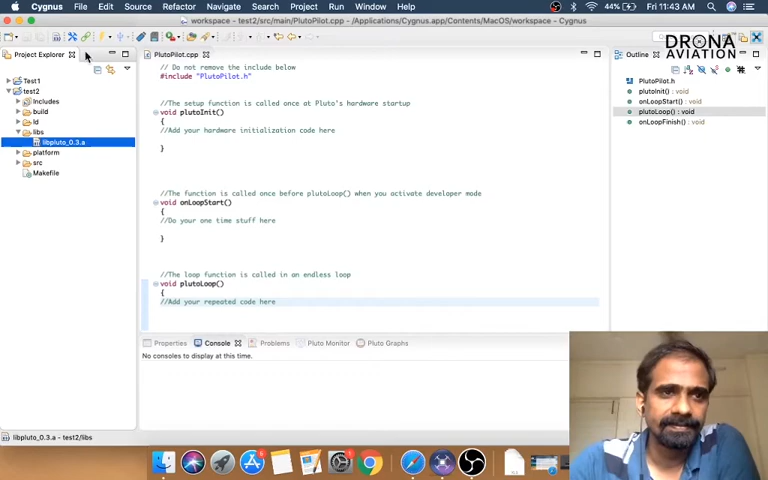 Cygnus File Edit Source Refactor Navigate Search Project Run Window Help 44% Fri 11:43 AM
workspace - test2/src/main/PlutoPilot.cpp - /Applications/Cygnus.app/Contents/MacOS/workspace - Cygnus
DRONA
AVIATION
Project Explorer
PlutoPilot.cpp
Outline
Test1
test2
Includes
build
ld
libs
libpluto_0.3.a
platform
src
Makefile
// Do not remove the include below
#include "PlutoPilot.h"
//The setup function is called once at Pluto's hardware startup
void plutoInit()
{
//Add your hardware initialization code here
}
//The function is called once before plutoLoop() when you activate developer mode
void onLoopStart()
{
//Do your one time stuff here
}
//The loop function is called in an endless loop
void plutoLoop()
{
//Add your repeated code here
PlutoPilot.h
plutoInit() : void
onLoopStart() : void
plutoLoop() : void
onLoopFinish() : void
Properties Console Problems Pluto Monitor Pluto Graphs
No consoles to display at this time.
libpluto_0.3.a - test2/libs